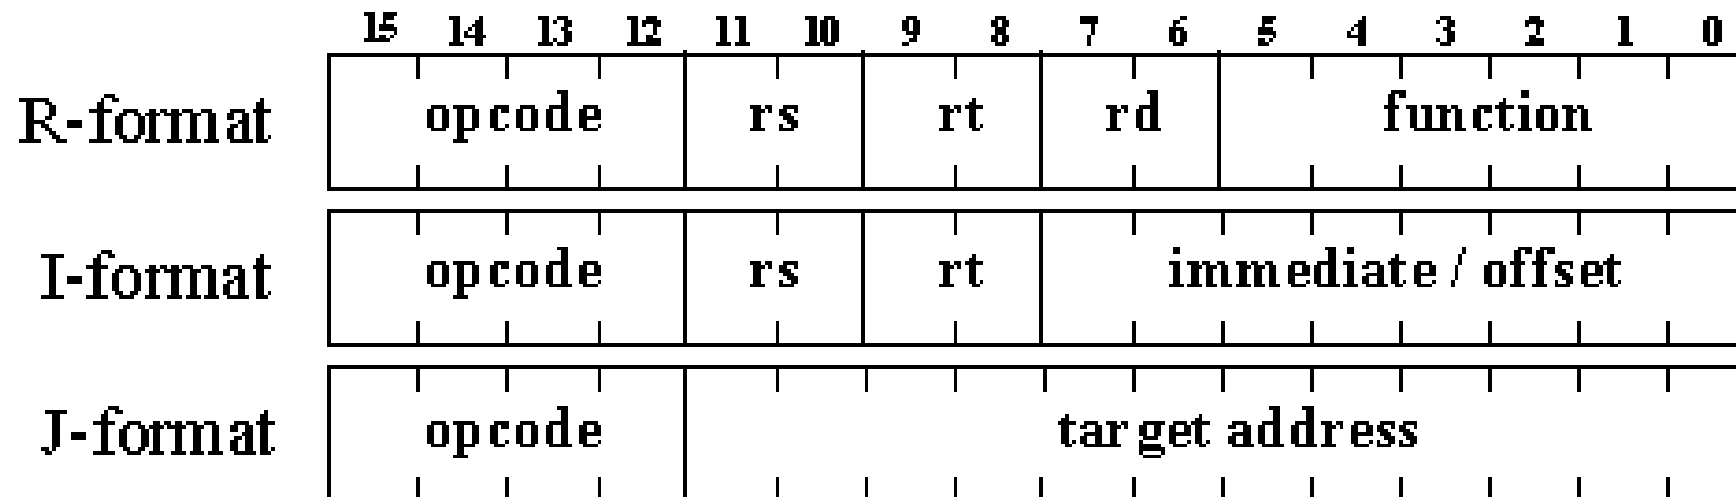 15 14 13 12 11 10 9 8 7 6 5 4 3 2 1 0
R-format opcode rs rt rd function
I-format opcode rs rt immediate / offset
J-format opcode target address